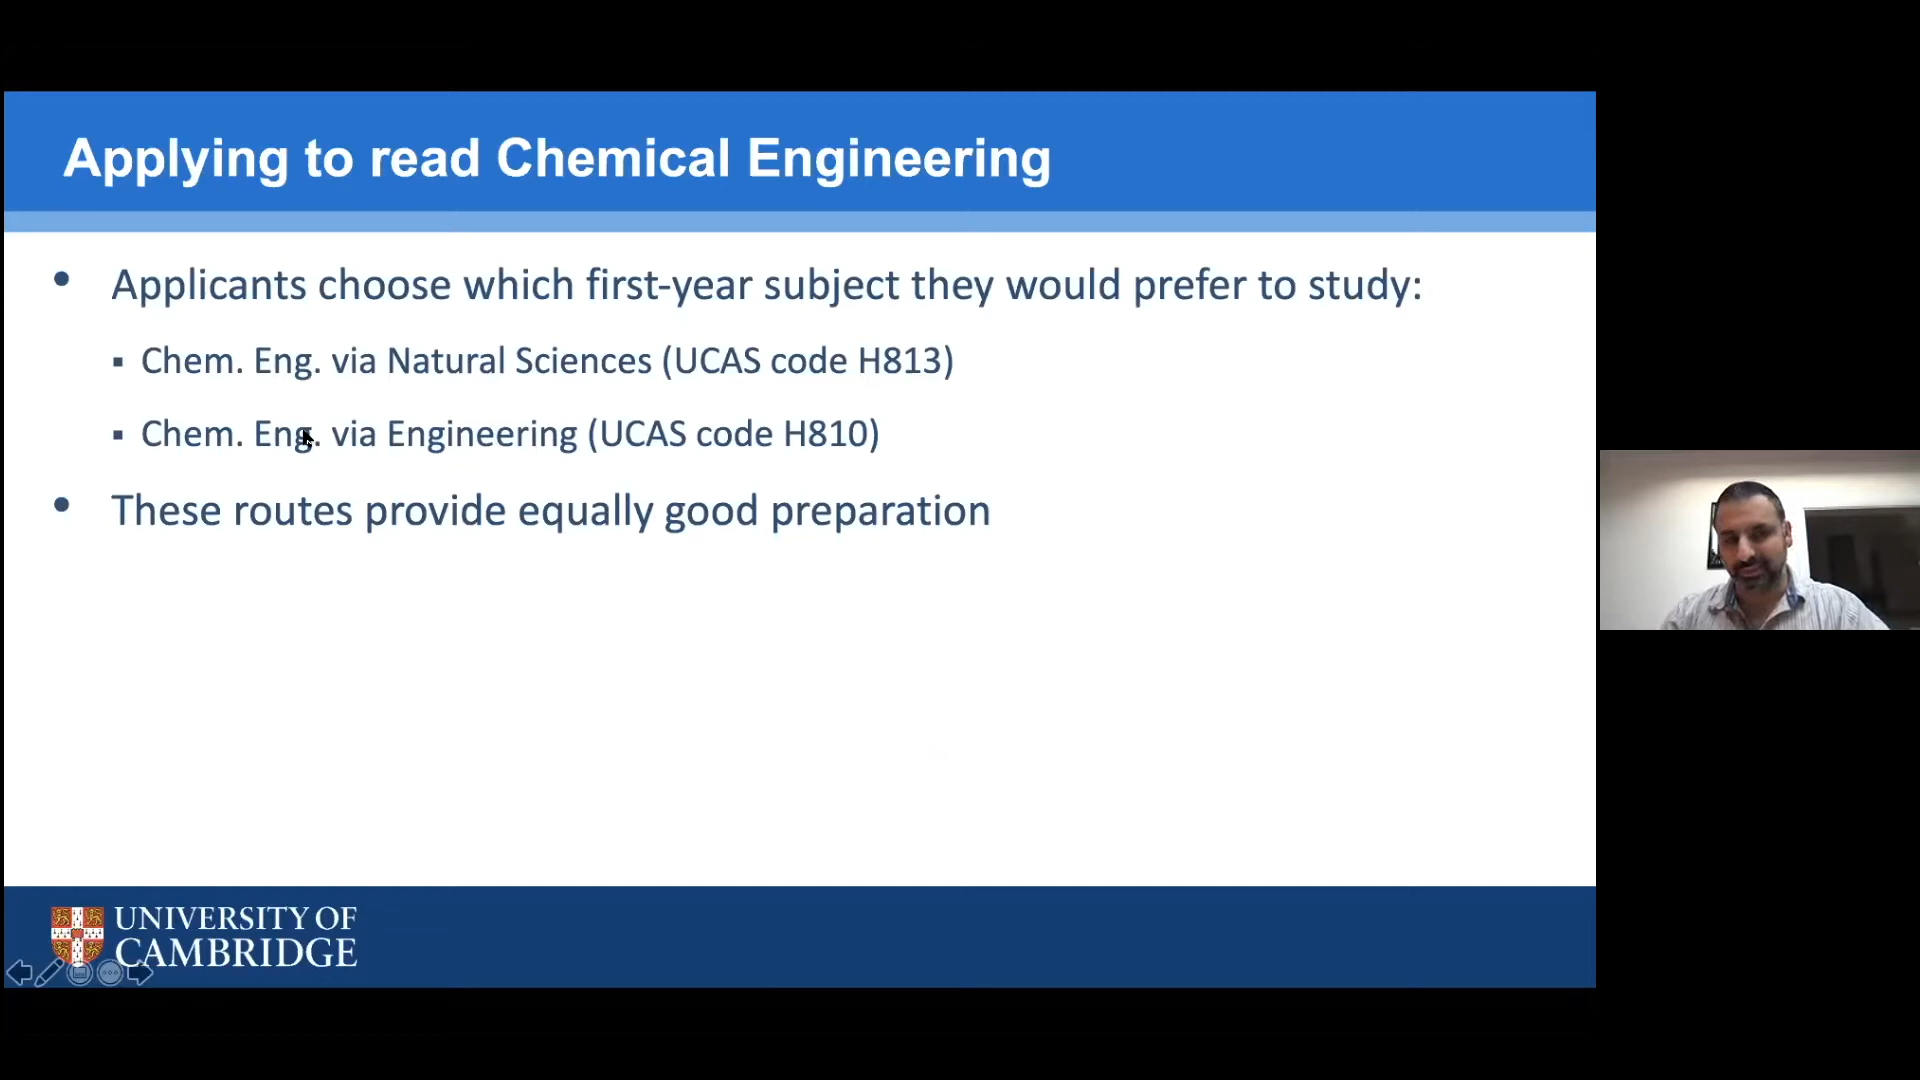 Applying to read Chemical Engineering
• Applicants choose which first-year subject they would prefer to study:
▪ Chem. Eng. via Natural Sciences (UCAS code H813)
▪ Chem. Eng. via Engineering (UCAS code H810)
• These routes provide equally good preparation
UNIVERSITY OF
CAMBRIDGE